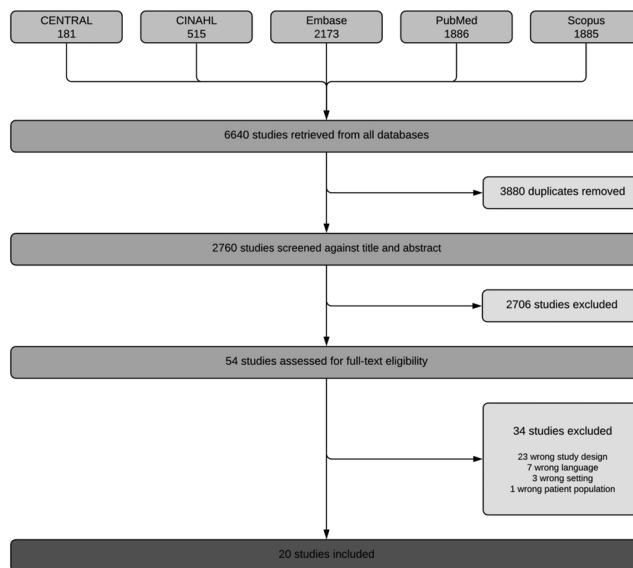 CENTRAL
181
CINAHL
515
Embase
2173
PubMed
1886
Scopus
1885
6640 studies retrieved from all databases
3880 duplicates removed
2760 studies screened against title and abstract
2706 studies excluded
54 studies assessed for full-text eligibility
34 studies excluded
23 wrong study design
7 wrong language
3 wrong setting
1 wrong patient population
20 studies included